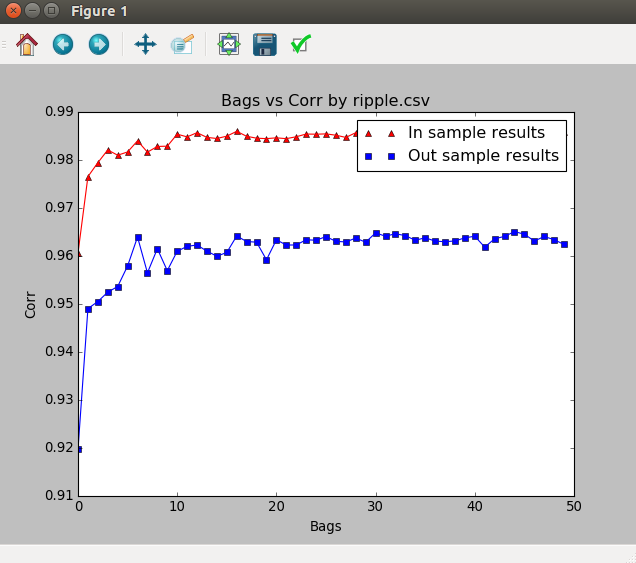 Figure 1
Bags vs Corr by ripple.csv
0.99
0.98
0.97
0.96
0.95
0.94
0.93
0.92
0.91
Corr
In sample results
Out sample results
0 10 20 30 40 50
Bags